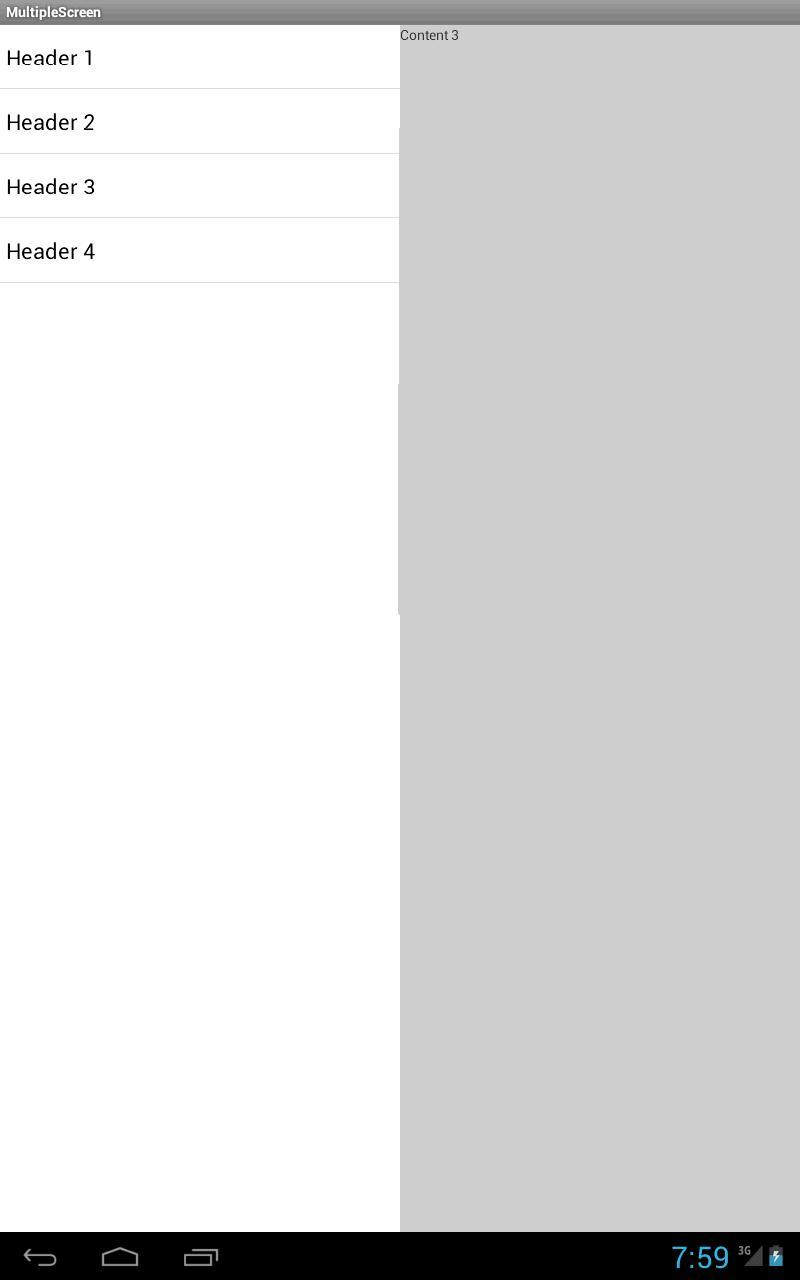 MultipleScreen
Header 1
Header 2
Header 3
Header 4
Content 3
7:59
3G